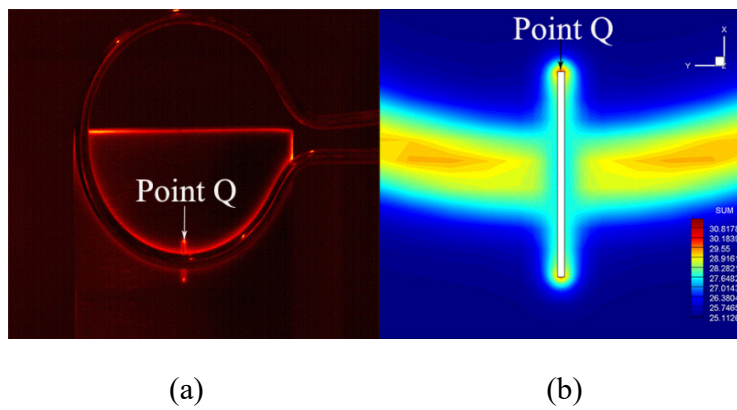 Point Q
Point Q
X
Y
Z
SUM
30.8178
30.1839
29.55
28.9161
28.2821
27.6482
27.0143
26.3804
25.7465
25.1126
(a)
(b)